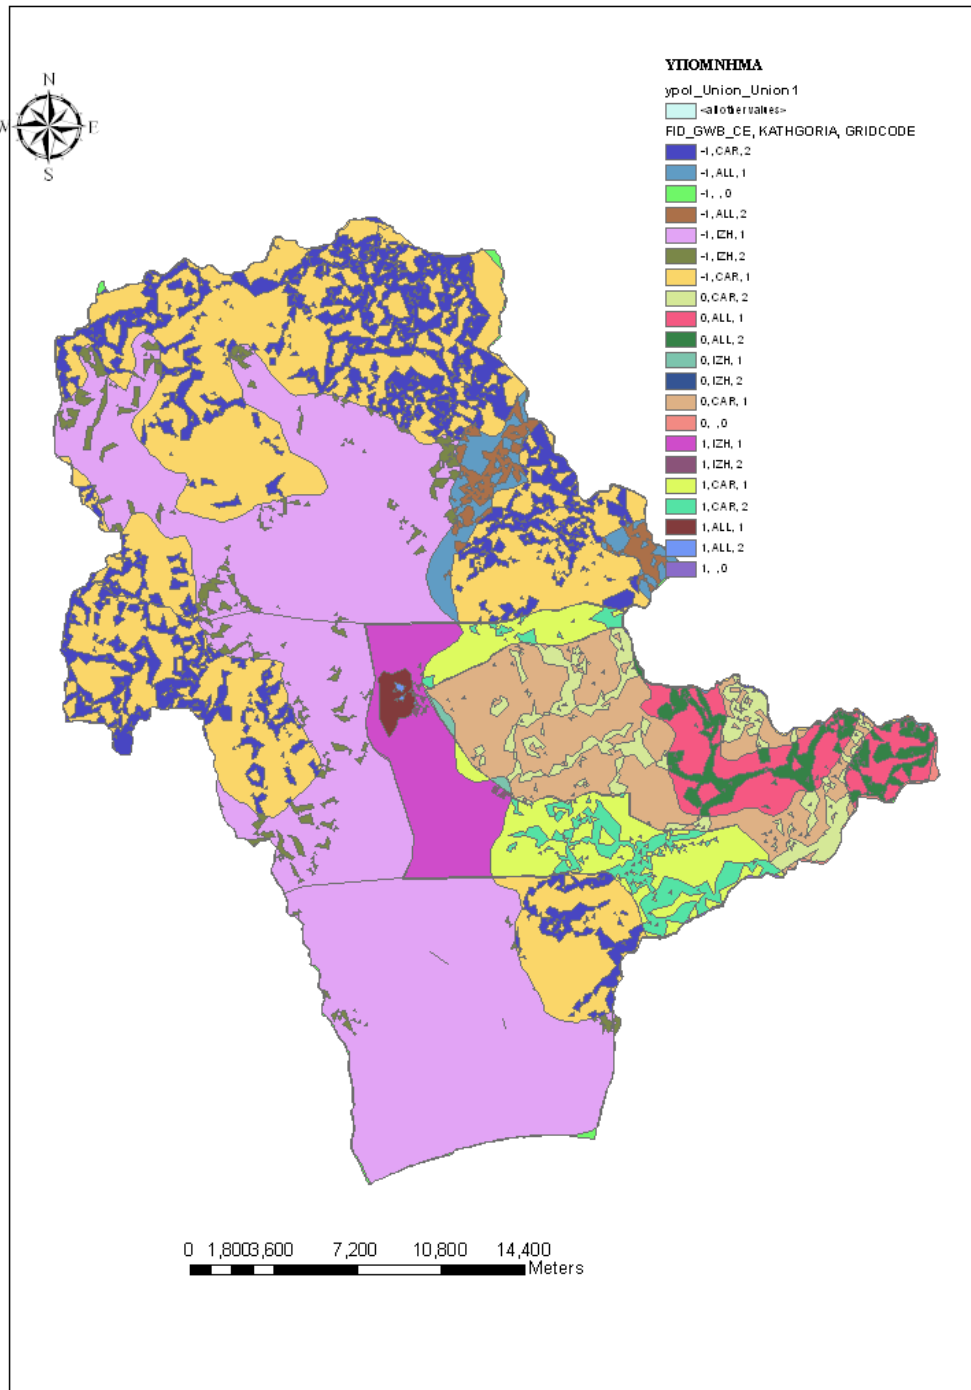 ΥΠΟΜΝΗΜΑ
ypol_Union_Union1
<all other values>
FID_GWB_CE, KATHGORIA, GRIDCODE
-1, CAR, 2
-1, ALL, 1
-1, , 0
-1, ALL, 2
-1, IZH, 1
-1, IZH, 2
-1, CAR, 1
0, CAR, 2
0, ALL, 1
0, ALL, 2
0, IZH, 1
0, IZH, 2
0, CAR, 1
0, , 0
1, IZH, 1
1, IZH, 2
1, CAR, 1
1, CAR, 2
1, ALL, 1
1, ALL, 2
1, , 0
N
W E
S
0 1,800 3,600 7,200 10,800 14,400
Meters